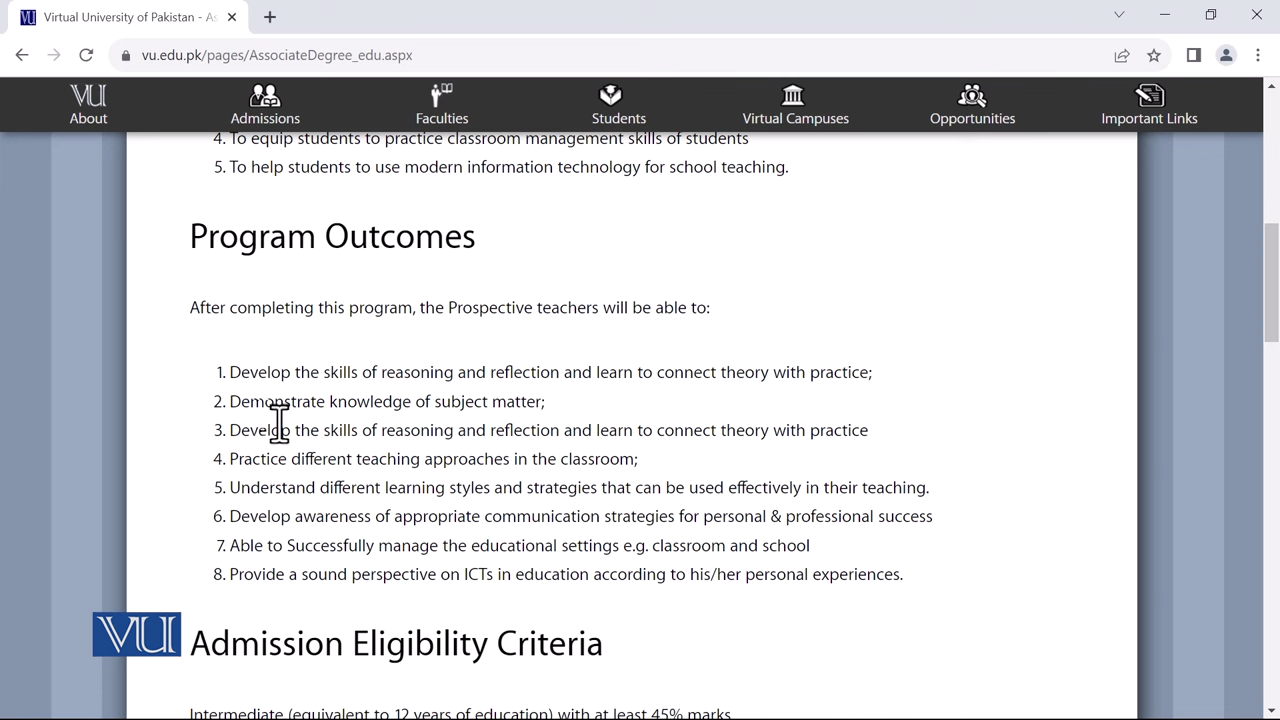 Virtual University of Pakistan - As
vu.edu.pk/pages/AssociateDegree_edu.aspx
VU
About
Admissions
Faculties
Students
Virtual Campuses
Opportunities
Important Links
4. To equip students to practice classroom management skills of students
5. To help students to use modern information technology for school teaching.
Program Outcomes
After completing this program, the Prospective teachers will be able to:
1. Develop the skills of reasoning and reflection and learn to connect theory with practice;
2. Demonstrate knowledge of subject matter;
3. Develop the skills of reasoning and reflection and learn to connect theory with practice
4. Practice different teaching approaches in the classroom;
5. Understand different learning styles and strategies that can be used effectively in their teaching.
6. Develop awareness of appropriate communication strategies for personal & professional success
7. Able to Successfully manage the educational settings e.g. classroom and school
8. Provide a sound perspective on ICTs in education according to his/her personal experiences.
VU
Admission Eligibility Criteria
Intermediate (equivalent to 12 years of education) with at least 45% marks